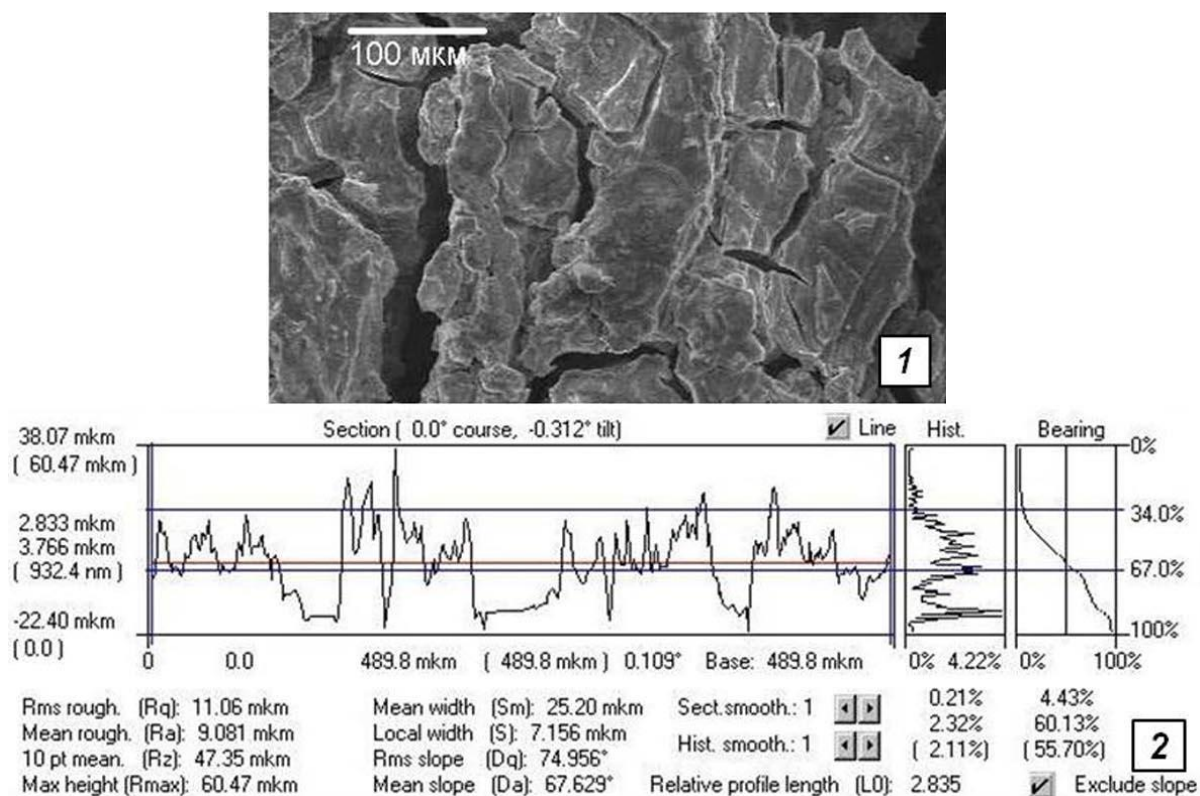 100 мкм
1
38.07 mkm
Section ( 0.0° course, -0.312° tilt)
Line
Hist.
Bearing
0%
( 60.47 mkm )
34.0%
2.833 mkm
3.766 mkm
( 932.4 nm )
67.0%
-22.40 mkm
( 0.0 )
100%
0
0.0
489.8 mkm
( 489.8 mkm )
0.109°
Base: 489.8 mkm
0% 4.22%
0%
100%
Rms rough. (Rq): 11.06 mkm
Mean rough. (Ra): 9.081 mkm
10 pt mean. (Rz): 47.35 mkm
Max height (Rmax): 60.47 mkm
Mean width (Sm): 25.20 mkm
Local width (S): 7.156 mkm
Rms slope (Dq): 74.956°
Mean slope (Da): 67.629°
Sect.smooth.: 1
Hist. smooth.: 1
Relative profile length (L0): 2.835
0.21%
2.32%
( 2.11%)
4.43%
60.13%
(55.70%)
2
Exclude slope